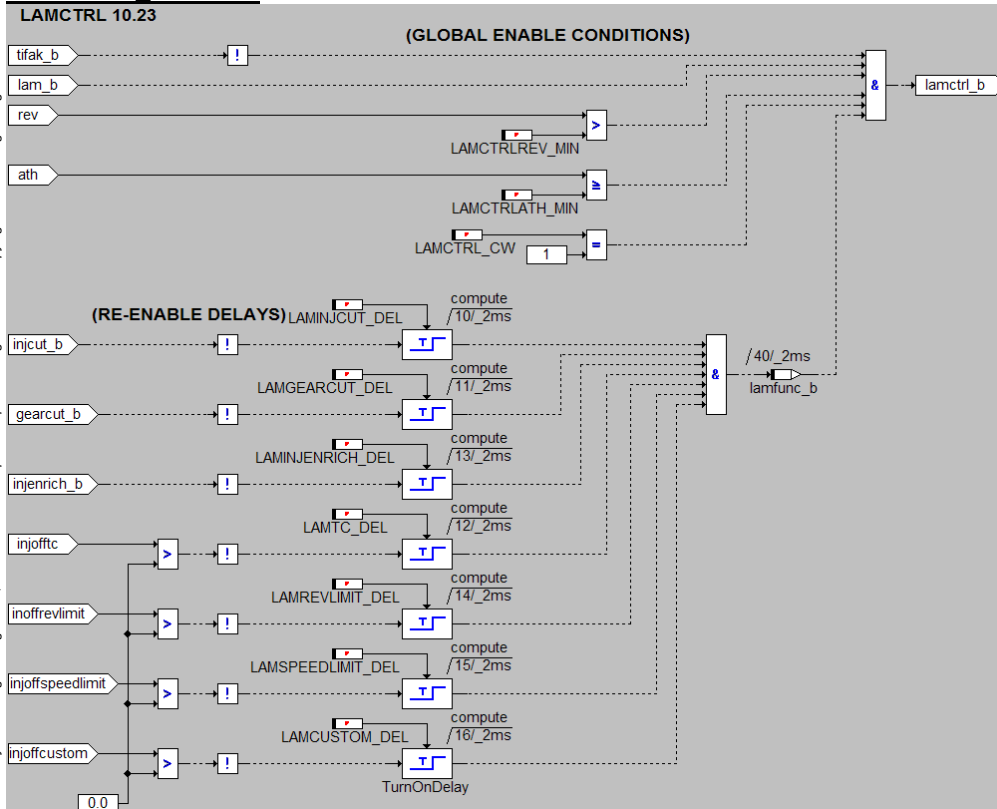 LAMCTRL 10.23
(GLOBAL ENABLE CONDITIONS)
tifak_b
!
lam_b
&
lamctrl_b
rev
>
LAMCTRLREV_MIN
ath
≥
LAMCTRLATH_MIN
LAMCTRL_CW
=
1
(RE-ENABLE DELAYS)
LAMINJCUT_DEL
compute
/10/_2ms
injcut_b
!
T
LAMGEARCUT_DEL
compute
/11/_2ms
&
/40/_2ms
lamfunc_b
gearcut_b
!
T
LAMINJENRICH_DEL
compute
/13/_2ms
injenrich_b
!
T
LAMTC_DEL
compute
/12/_2ms
injofftc
>
!
T
LAMREVLIMIT_DEL
compute
/14/_2ms
inoffrevlimit
>
!
T
LAMSPEEDLIMIT_DEL
compute
/15/_2ms
injoffspeedlimit
>
!
T
LAMCUSTOM_DEL
compute
/16/_2ms
injoffcustom
>
!
T
TurnOnDelay
0.0